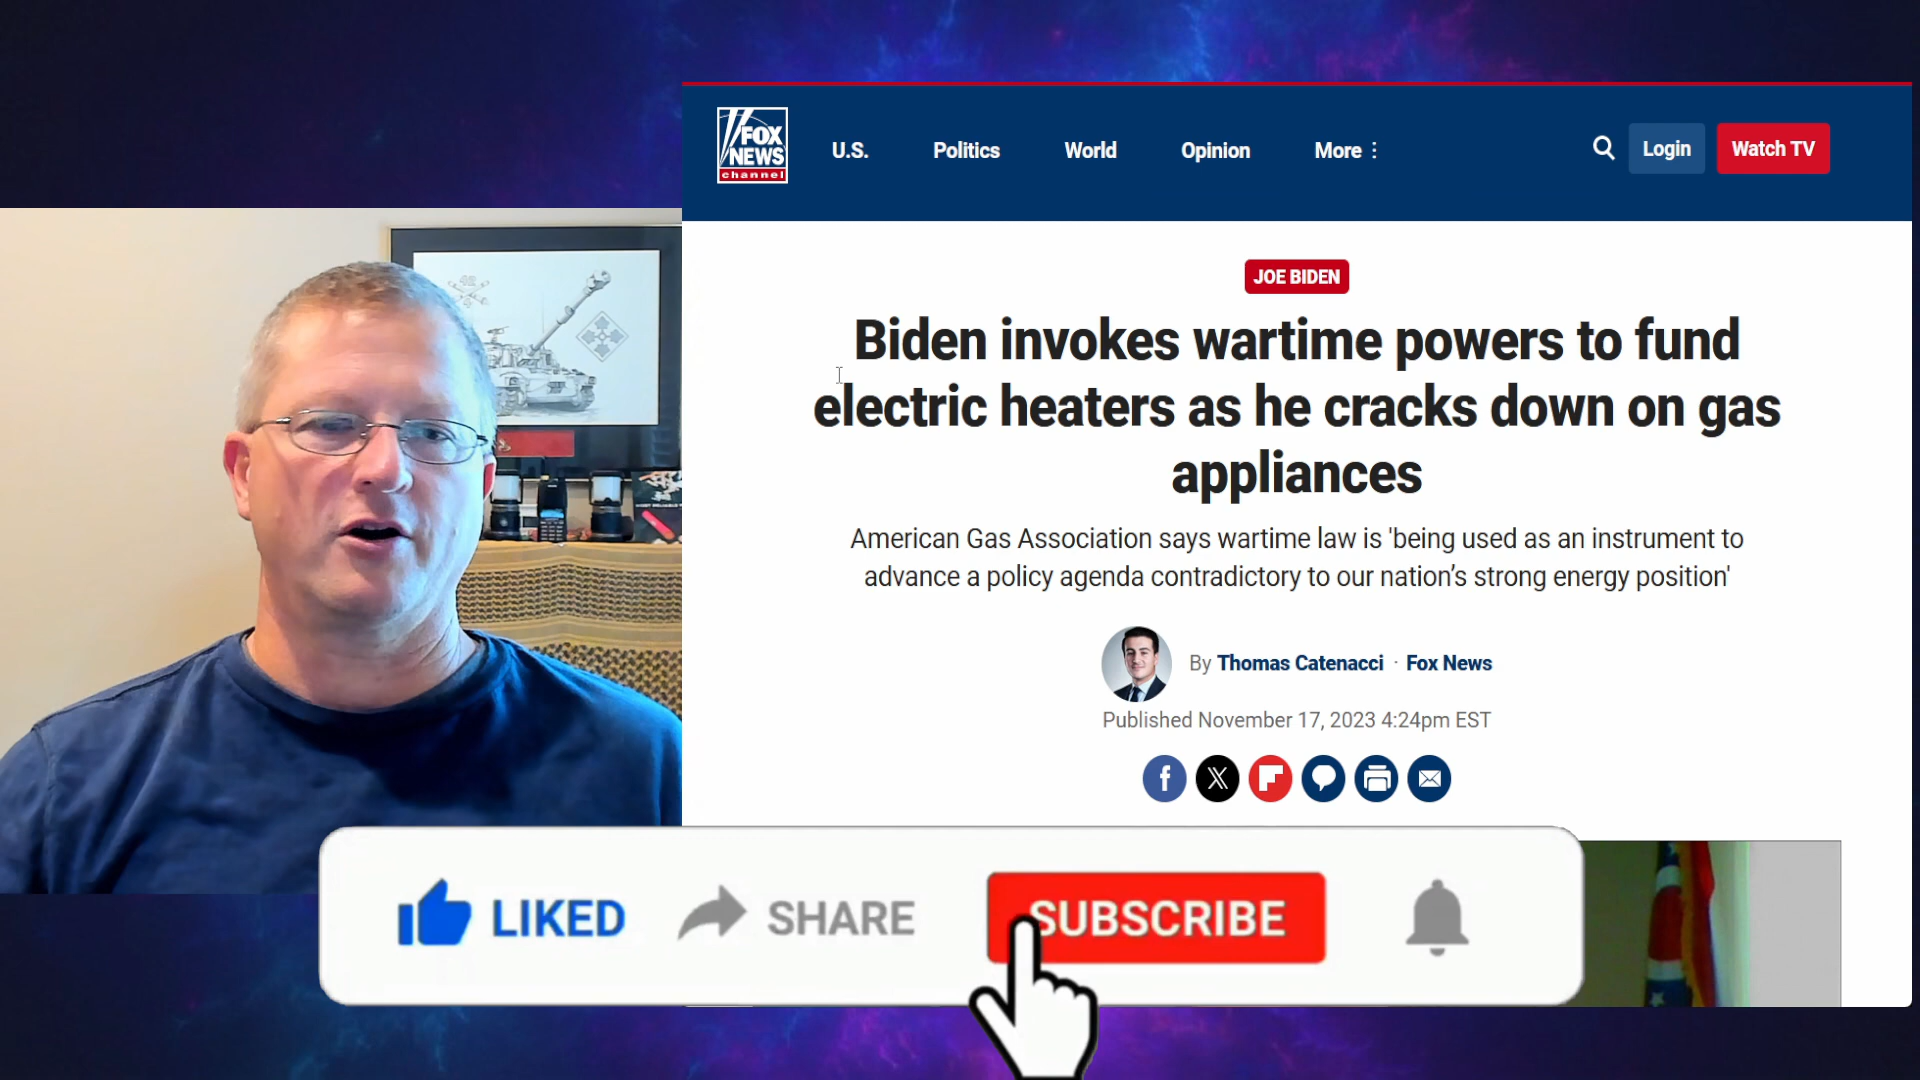 FOX
NEWS
channel
U.S.
Politics
World
Opinion
More
Login
Watch TV
JOE BIDEN
Biden invokes wartime powers to fund
electric heaters as he cracks down on gas
appliances
American Gas Association says wartime law is 'being used as an instrument to
advance a policy agenda contradictory to our nation’s strong energy position'
By Thomas Catenacci · Fox News
Published November 17, 2023 4:24pm EST
LIKED
SHARE
SUBSCRIBE